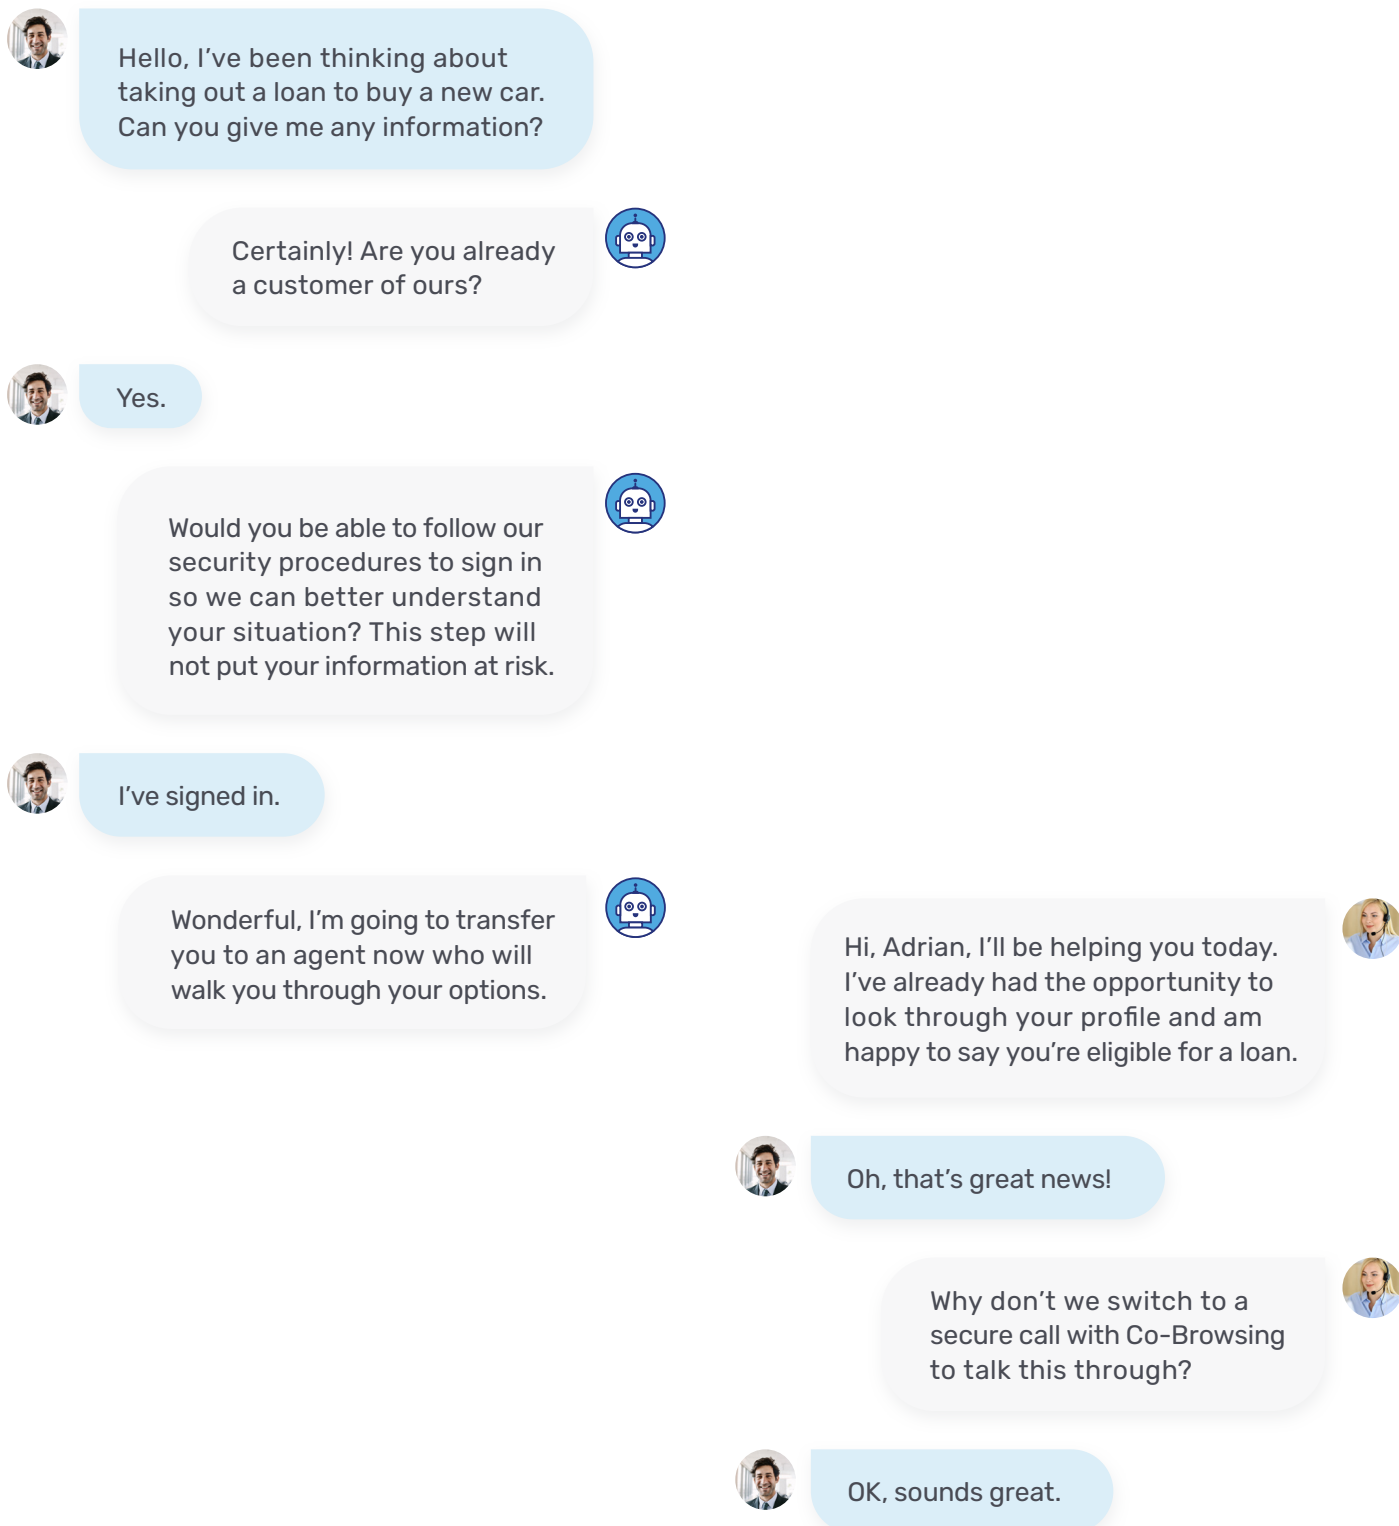 Hello, I’ve been thinking about
taking out a loan to buy a new car.
Can you give me any information?
Certainly! Are you already
a customer of ours?
Yes.
Would you be able to follow our
security procedures to sign in
so we can better understand
your situation? This step will
not put your information at risk.
I’ve signed in.
Wonderful, I’m going to transfer
you to an agent now who will
walk you through your options.
Hi, Adrian, I’ll be helping you today.
I’ve already had the opportunity to
look through your profile and am
happy to say you’re eligible for a loan.
Oh, that’s great news!
Why don’t we switch to a
secure call with Co-Browsing
to talk this through?
OK, sounds great.